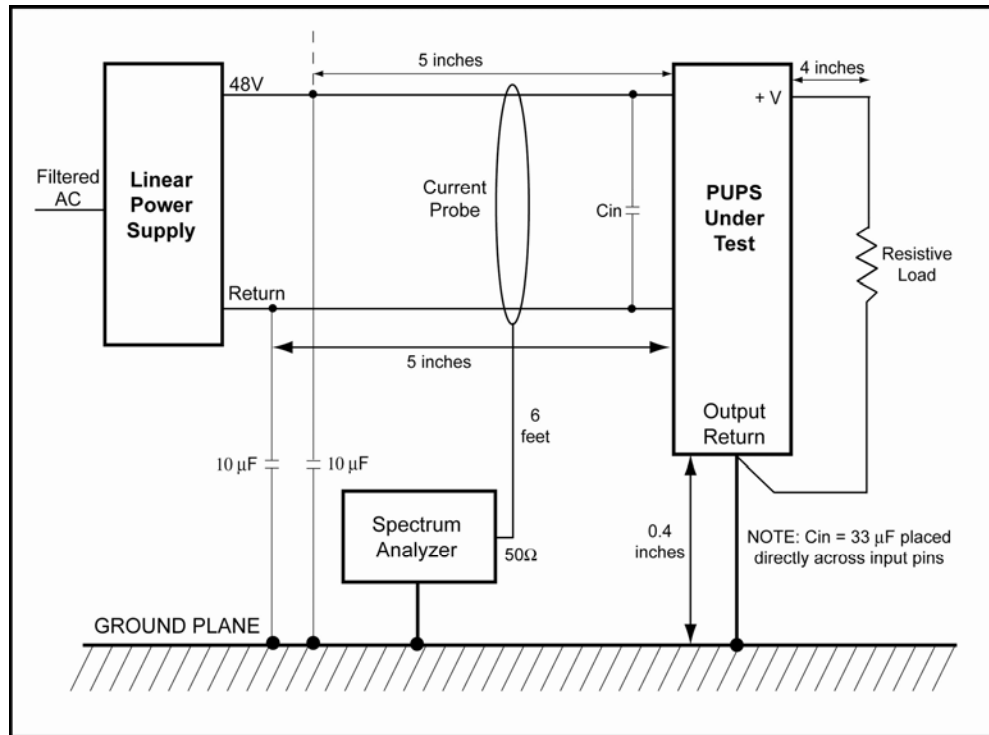 5 inches
4 inches
48V
+ V
Filtered
AC
Linear
Power
Supply
Current
Probe
Cin
PUPS
Under
Test
Resistive
Load
Return
5 inches
Output
Return
6
feet
10 μF
10 μF
Spectrum
Analyzer
50Ω
0.4
inches
NOTE: Cin = 33 μF placed
directly across input pins
GROUND PLANE